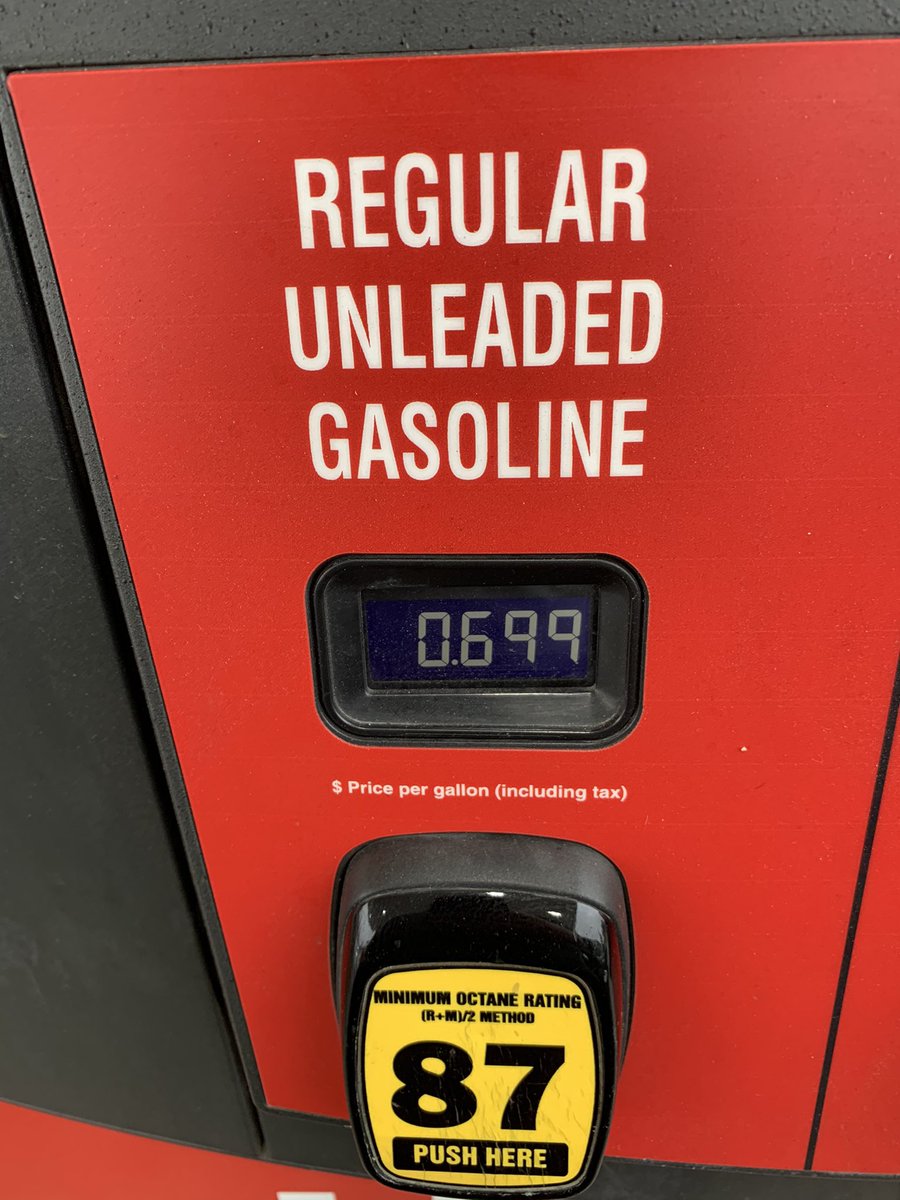 REGULAR
UNLEADED
GASOLINE
0.699
$ Price per gallon (including tax)
MINIMUM OCTANE RATING
(R+M)/2 METHOD
87
PUSH HERE